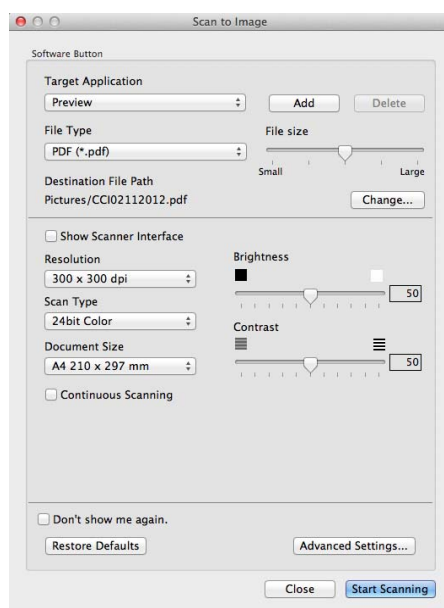 Scan to Image
Software Button
Target Application
Preview
Add
Delete
File Type
File size
PDF (*.pdf)
Small
Large
Destination File Path
Pictures/CCI02112012.pdf
Change...
Show Scanner Interface
Resolution
Brightness
300 x 300 dpi
50
Scan Type
24bit Color
Contrast
Document Size
A4 210 x 297 mm
50
Continuous Scanning
Don't show me again.
Restore Defaults
Advanced Settings...
Close
Start Scanning